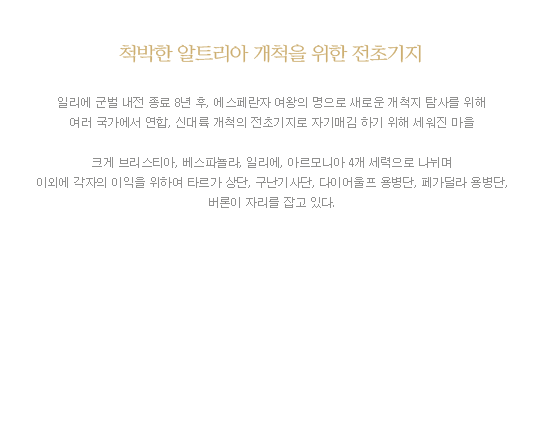 척박한 알트리아 개척을 위한 전초기지
일리에 군벌 내전 종료 8년 후, 에스페란자 여왕의 명으로 새로운 개척지 탐사를 위해
여러 국가에서 연합, 신대륙 개척의 전초기지로 자기매김 하기 위해 세워진 마을
크게 브리스티아, 베스파뇰라, 일리에, 아르모니아 4개 세력으로 나뉘며
이외에 각자의 이익을 위하여 타르가 상단, 구난기사단, 다이어울프 용병단, 페가덜라 용병단,
버론이 자리를 잡고 있다.